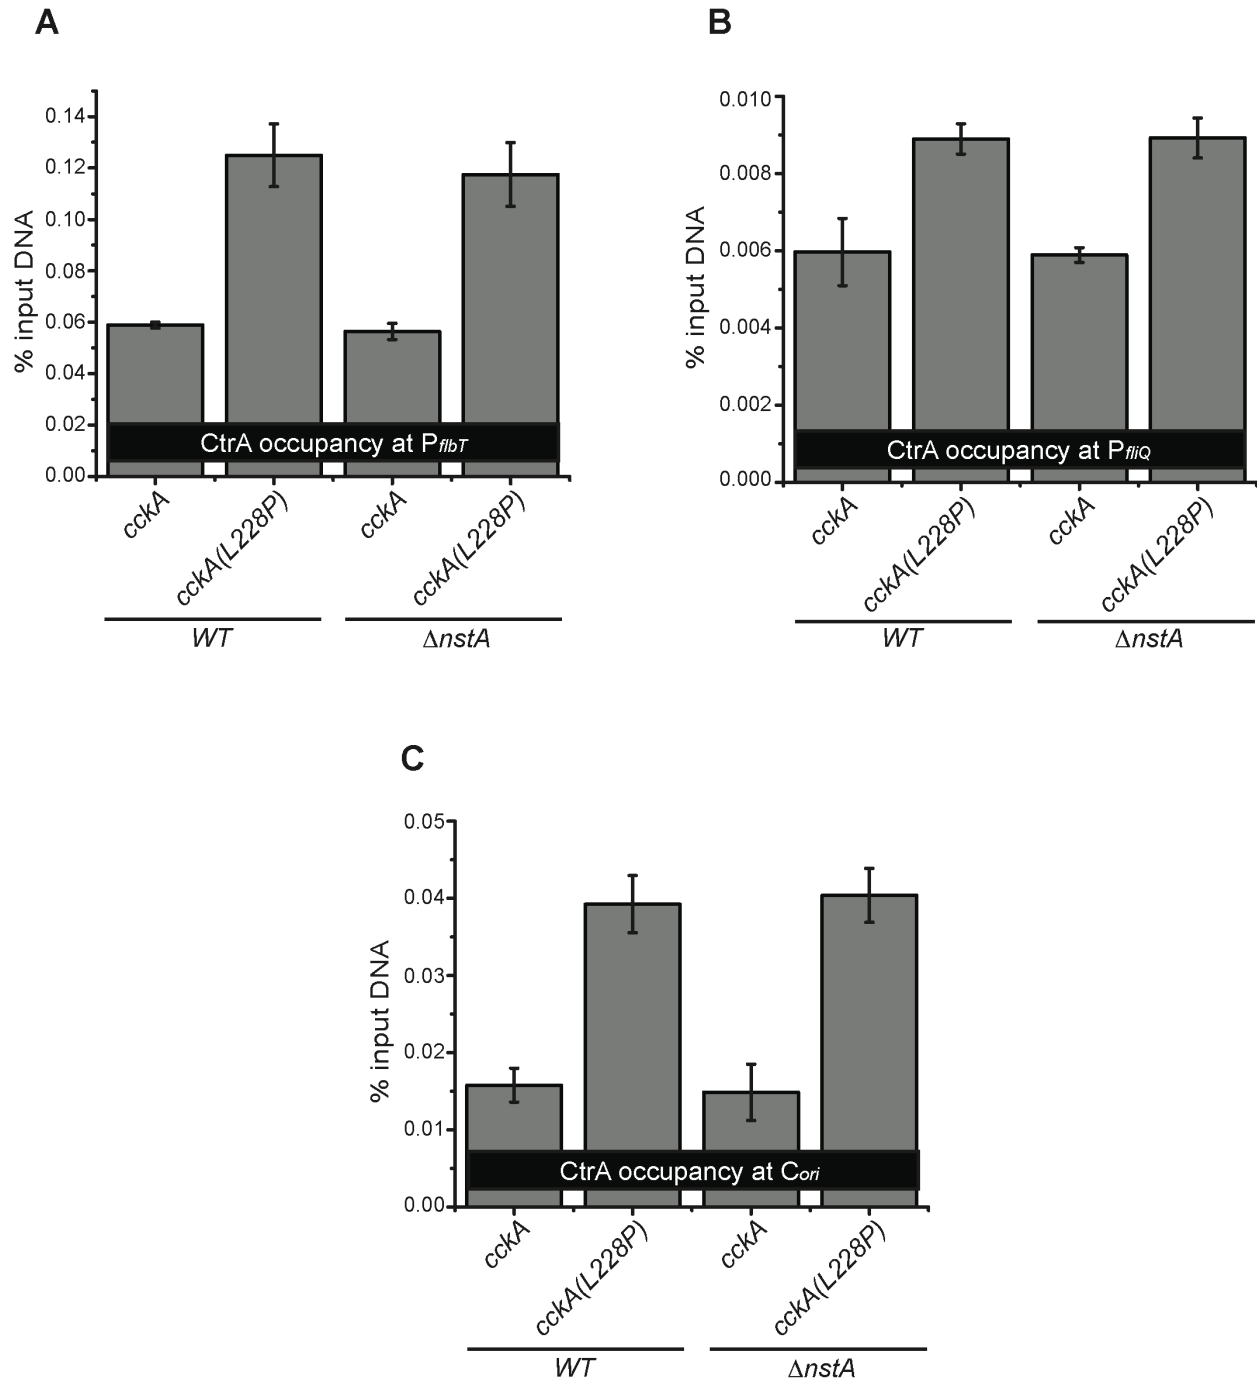 A
% input DNA
0.14
0.12
0.10
0.08
0.06
0.04
0.02
0.00
CtrA occupancy at PflbT
cckA
cckA(L228P)
cckA
cckA(L228P)
WT
ΔnstA
B
% input DNA
0.010
0.008
0.006
0.004
0.002
0.000
CtrA occupancy at PfliQ
cckA
cckA(L228P)
cckA
cckA(L228P)
WT
ΔnstA
C
% input DNA
0.05
0.04
0.03
0.02
0.01
0.00
CtrA occupancy at Cori
cckA
cckA(L228P)
cckA
cckA(L228P)
WT
ΔnstA